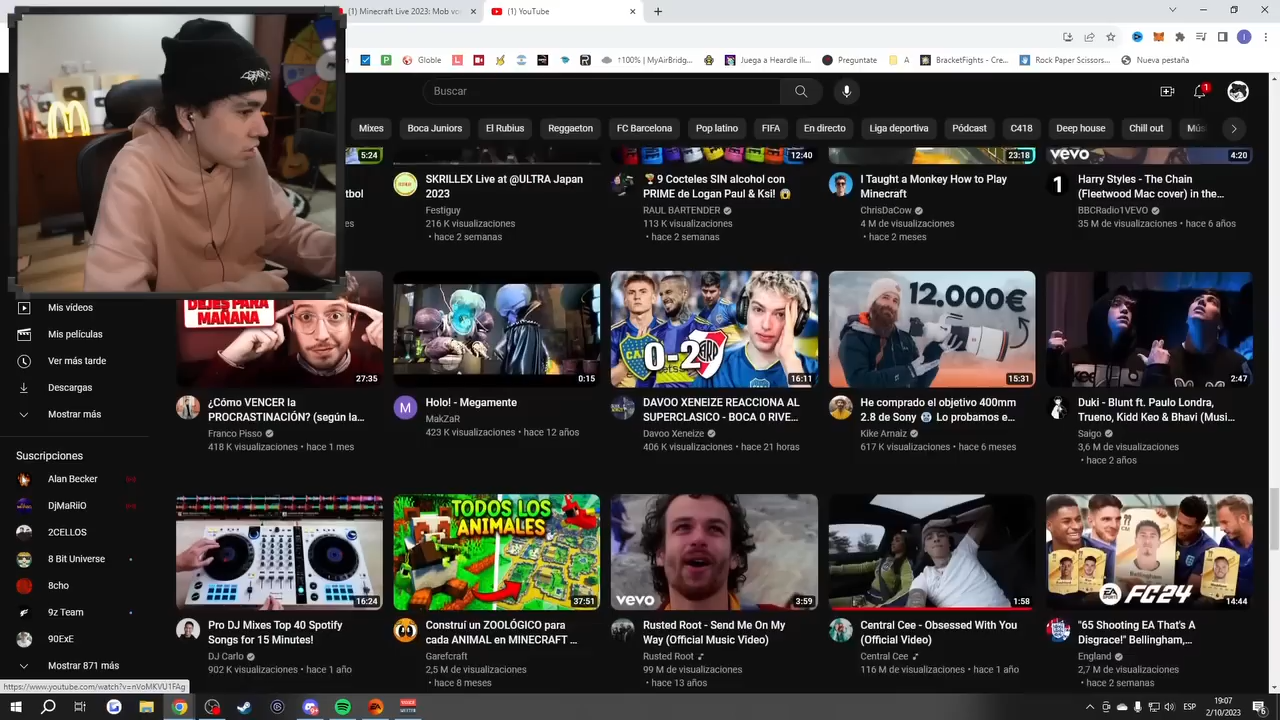 (1) Minecraft Live 2023: Mob vo
(1) YouTube
Globle
↑100% | MyAirBridg...
Juega a Heardle ili...
Preguntate
A
BracketFights - Cre...
Rock Paper Scissors...
Nueva pestaña
Buscar
1
Mixes
Boca Juniors
El Rubius
Reggaeton
FC Barcelona
Pop latino
FIFA
En directo
Liga deportiva
Pódcast
C418
Deep house
Chill out
Mús
5:24
12:40
23:18
vevo
4:20
tbol
es
SKRILLEX Live at @ULTRA Japan
2023
Festiguy
216 K visualizaciones
• hace 2 semanas
9 Cocteles SIN alcohol con
PRIME de Logan Paul & Ksi!
RAUL BARTENDER
113 K visualizaciones
• hace 2 semanas
I Taught a Monkey How to Play
Minecraft
ChrisDaCow
4 M de visualizaciones
• hace 2 meses
1
Harry Styles - The Chain
(Fleetwood Mac cover) in the...
BBCRadio1VEVO
35 M de visualizaciones • hace 6 años
Mis vídeos
Mis películas
Ver más tarde
Descargas
Mostrar más
Suscripciones
Alan Becker
DjMaRiiO
2CELLOS
8 Bit Universe
8cho
9z Team
90ExE
Mostrar 871 más
DEJES PARA
MAÑANA
27:35
¿Cómo VENCER la
PROCRASTINACIÓN? (según la...
Franco Pisso
418 K visualizaciones • hace 1 mes
0:15
M
Holo! - Megamente
MakZaR
423 K visualizaciones • hace 12 años
0-2
16:11
DAVOO XENEIZE REACCIONA AL
SUPERCLASICO - BOCA 0 RIVE...
Davoo Xeneize
406 K visualizaciones • hace 21 horas
12.000€
15:31
He comprado el objetivo 400mm
2.8 de Sony Lo probamos e...
Kike Arnaiz
617 K visualizaciones • hace 6 meses
2:47
Duki - Blunt ft. Paulo Londra,
Trueno, Kidd Keo & Bhavi (Musi...
Saigo
3,6 M de visualizaciones
• hace 2 años
16:24
Pro DJ Mixes Top 40 Spotify
Songs for 15 Minutes!
DJ Carlo
902 K visualizaciones • hace 1 año
TODOS LOS
ANIMALES
37:51
Construí un ZOOLÓGICO para
cada ANIMAL en MINECRAFT ...
Garefcraft
2,5 M de visualizaciones
• hace 8 meses
vevo
3:59
Rusted Root - Send Me On My
Way (Official Music Video)
Rusted Root
99 M de visualizaciones
• hace 13 años
1:58
Central Cee - Obsessed With You
(Official Video)
Central Cee
116 M de visualizaciones • hace 1 año
EA SPORTS
FC24
14:44
"65 Shooting EA That's A
Disgrace!" Bellingham,...
England
2,7 M de visualizaciones
• hace 2 semanas
https://www.youtube.com/watch?v=nVoMKVU1FAg
ESP
19:07
2/10/2023
6